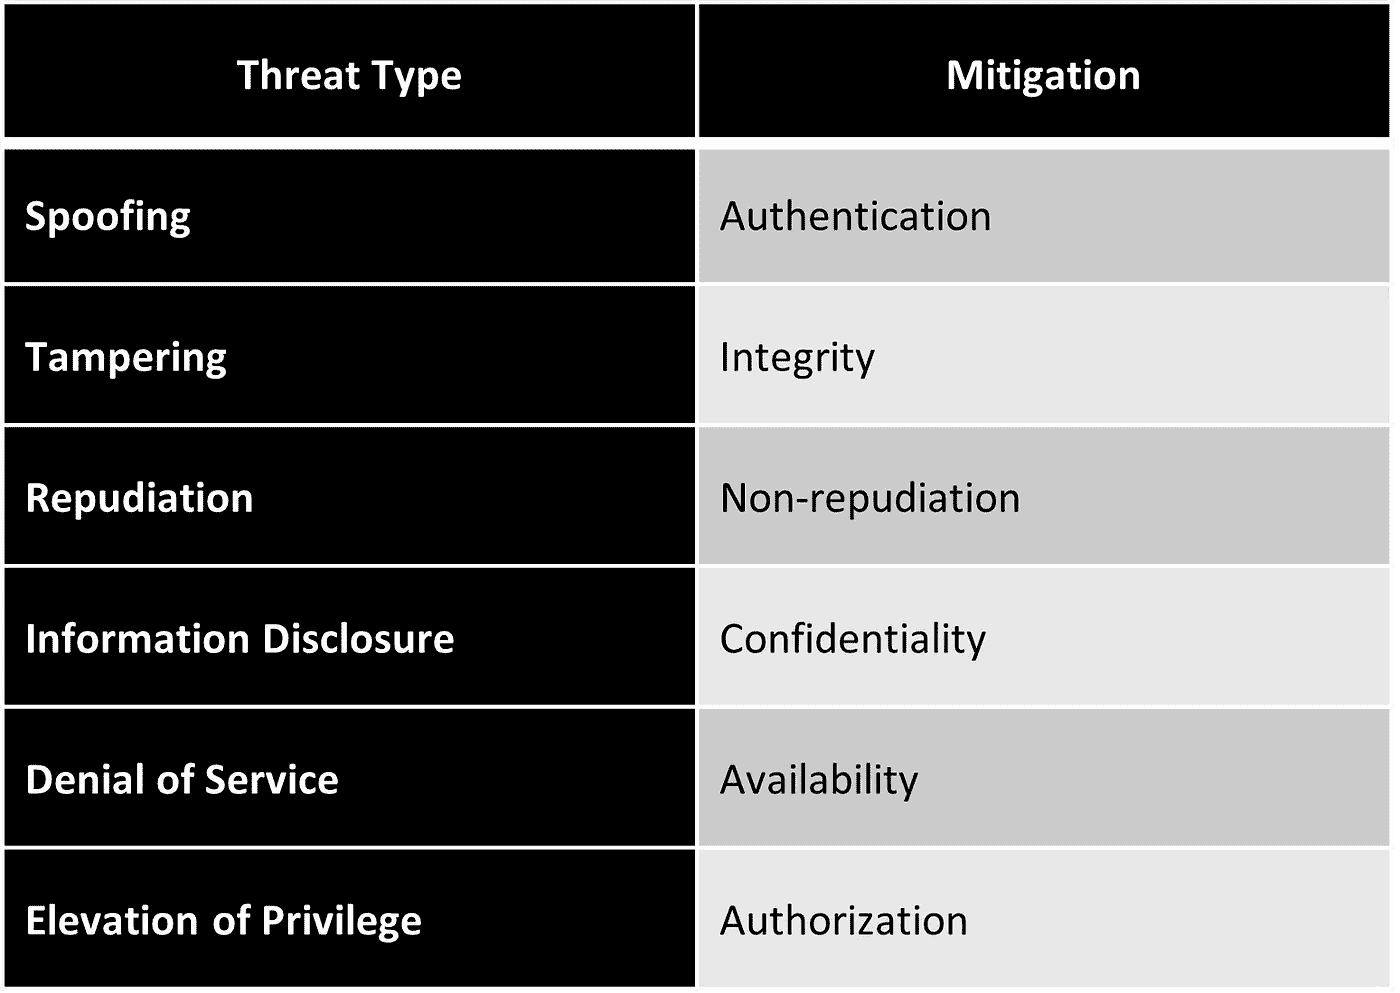 Threat Type
Mitigation
Spoofing
Authentication
Tampering
Integrity
Repudiation
Non-repudiation
Information Disclosure
Confidentiality
Denial of Service
Availability
Elevation of Privilege
Authorization